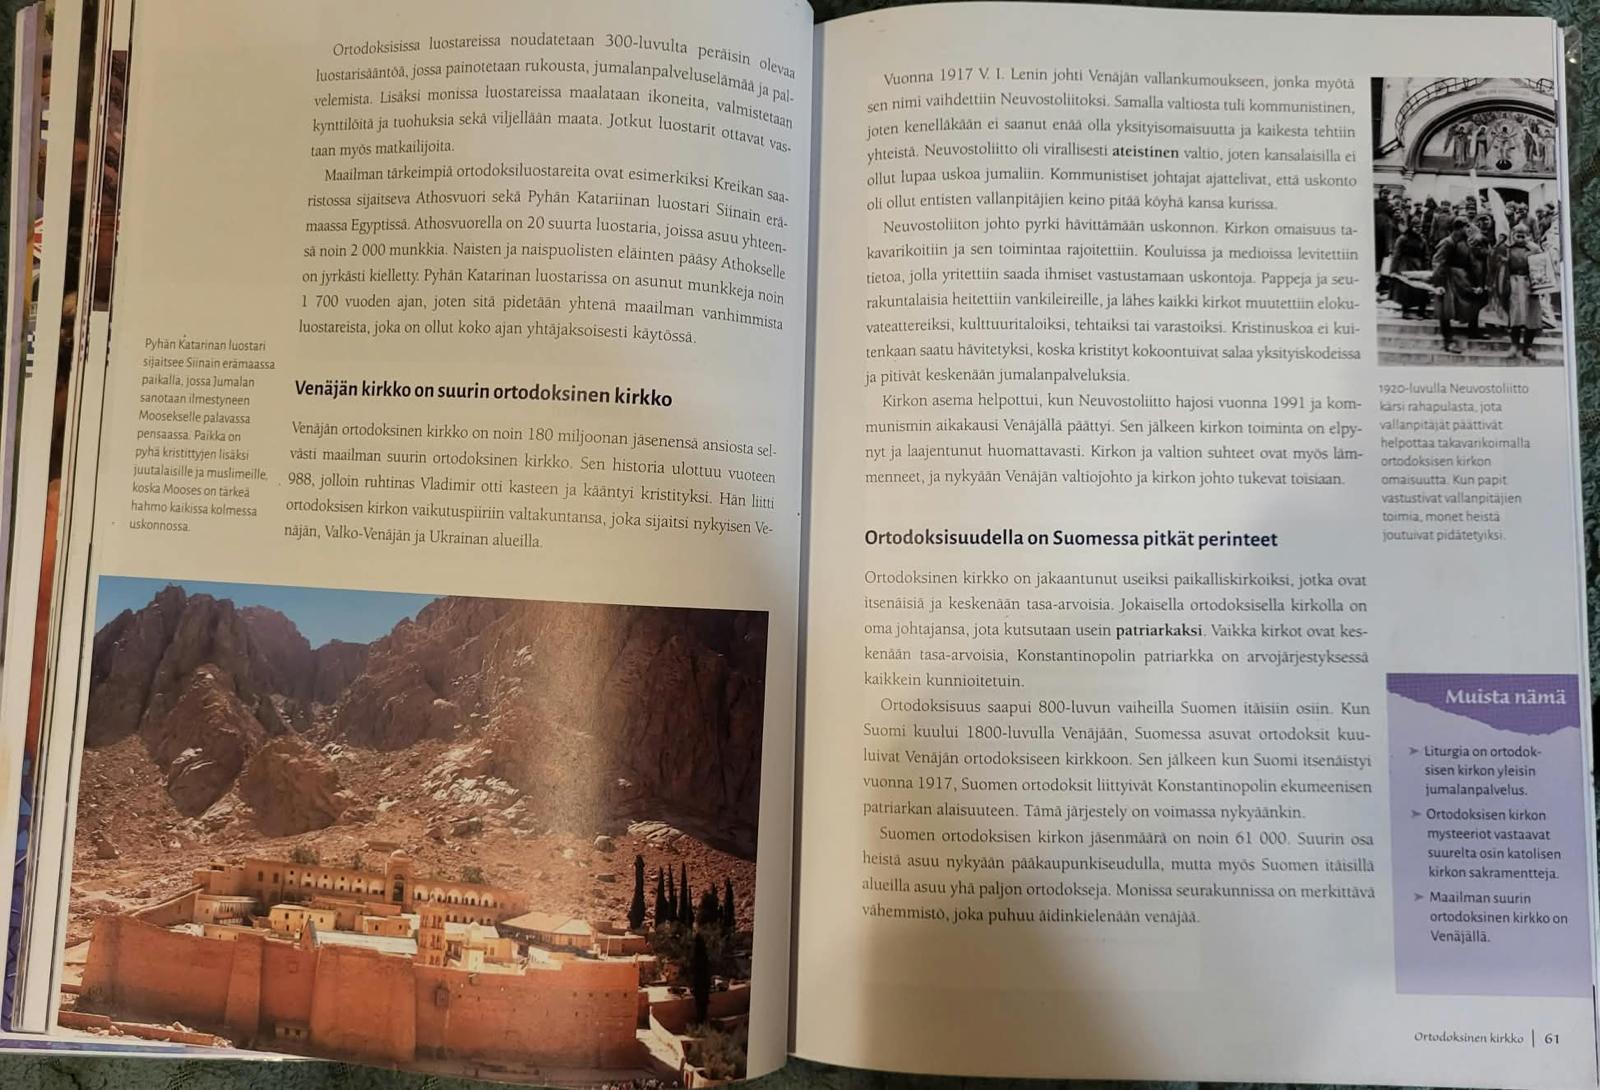 Ortodoksisissa luostareissa noudatetaan 300-luvulta peräisin olevaa
luostarisääntöä, jossa painotetaan rukousta, jumalanpalveluselämää ja pal-
velemista. Lisäksi monissa luostareissa maalataan ikoneita, valmistetaan
kynttilöitä ja tuohuksia sekä viljellään maata. Jotkut luostarit ottavat vas-
taan myös matkailijoita.
Maailman tärkeimpiä ortodoksiluostareita ovat esimerkiksi Kreikan saa-
ristossa sijaitseva Athosvuori sekä Pyhän Katariinan luostari Siinain erä-
maassa Egyptissä. Athosvuorella on 20 suurta luostaria, joissa asuu yhteen-
sä noin 2 000 munkkia. Naisten ja naispuolisten eläinten pääsy Athokselle
on jyrkästi kielletty. Pyhän Katarinan luostarissa on asunut munkkeja noin
1 700 vuoden ajan, joten sitä pidetään yhtenä maailman vanhimmista
luostareista, joka on ollut koko ajan yhtäjaksoisesti käytössä.
Pyhän Katarinan luostari
sijaitsee Siinain erämaassa
paikalla, jossa Jumalan
sanotaan ilmestyneen
Moosekselle palavassa
pensaassa. Paikka on
pyhä kristittyjen lisäksi
juutalaisille ja muslimeille,
koska Mooses on tärkeä
hahmo kaikissa kolmessa
uskonnossa.
Venäjän kirkko on suurin ortodoksinen kirkko
Venäjän ortodoksinen kirkko on noin 180 miljoonan jäsenensä ansiosta sel-
västi maailman suurin ortodoksinen kirkko. Sen historia ulottuu vuoteen
988, jolloin ruhtinas Vladimir otti kasteen ja kääntyi kristityksi. Hän liitti
ortodoksisen kirkon vaikutuspiiriin valtakuntansa, joka sijaitsi nykyisen Ve-
näjän, Valko-Venäjän ja Ukrainan alueilla.
Vuonna 1917 V. I. Lenin johti Venäjän vallankumoukseen, jonka myötä
sen nimi vaihdettiin Neuvostoliitoksi. Samalla valtiosta tuli kommunistinen,
joten kenelläkään ei saanut enää olla yksityisomaisuutta ja kaikesta tehtiin
yhteistä. Neuvostoliitto oli virallisesti ateistinen valtio, joten kansalaisilla ei
ollut lupaa uskoa jumaliin. Kommunistiset johtajat ajattelivat, että uskonto
oli ollut entisten vallanpitäjien keino pitää köyhä kansa kurissa.
Neuvostoliiton johto pyrki hävittämään uskonnon. Kirkon omaisuus ta-
kavarikoitiin ja sen toimintaa rajoitettiin. Kouluissa ja medioissa levitettiin
tietoa, jolla yritettiin saada ihmiset vastustamaan uskontoja. Pappeja ja seu-
rakuntalaisia heitettiin vankileireille, ja lähes kaikki kirkot muutettiin eloku-
vateattereiksi, kulttuuritaloiksi, tehtaiksi tai varastoiksi. Kristinuskoa ei kui-
tenkaan saatu hävitetyksi, koska kristityt kokoontuivat salaa yksityiskodeissa
ja pitivät keskenään jumalanpalveluksia.
Kirkon asema helpottui, kun Neuvostoliitto hajosi vuonna 1991 ja kom-
munismin aikakausi Venäjällä päättyi. Sen jälkeen kirkon toiminta on elpy-
nyt ja laajentunut huomattavasti. Kirkon ja valtion suhteet ovat myös läm-
menneet, ja nykyään Venäjän valtiojohto ja kirkon johto tukevat toisiaan.
1920-luvulla Neuvostoliitto
kärsi rahapulasta, jota
vallanpitäjät päättivät
helpottaa takavarikoimalla
ortodoksisen kirkon
omaisuutta. Kun papit
vastustivat vallanpitäjien
toimia, monet heistä
joutuivat pidätetyiksi.
Ortodoksisuudella on Suomessa pitkät perinteet
Ortodoksinen kirkko on jakaantunut useiksi paikalliskirkoiksi, jotka ovat
itsenäisiä ja keskenään tasa-arvoisia. Jokaisella ortodoksisella kirkolla on
oma johtajansa, jota kutsutaan usein patriarkaksi. Vaikka kirkot ovat kes-
kenään tasa-arvoisia, Konstantinopolin patriarkka on arvojärjestyksessä
kaikkein kunnioitetuin.
Ortodoksisuus saapui 800-luvun vaiheilla Suomen itäisiin osiin. Kun
Suomi kuului 1800-luvulla Venäjään, Suomessa asuvat ortodoksit kuu-
luivat Venäjän ortodoksiseen kirkkoon. Sen jälkeen kun Suomi itsenäistyi
vuonna 1917, Suomen ortodoksit liittyivät Konstantinopolin ekumeenisen
patriarkan alaisuuteen. Tämä järjestely on voimassa nykyäänkin.
Suomen ortodoksisen kirkon jäsenmäärä on noin 61 000. Suurin osa
heistä asuu nykyään pääkaupunkiseudulla, mutta myös Suomen itäisillä
alueilla asuu yhä paljon ortodokseja. Monissa seurakunnissa on merkittävä
vähemmistö, joka puhuu äidinkielenään venäjää.
Muista nämä
➤ Liturgia on ortodok-
sisen kirkon yleisin
jumalanpalvelus.
➤ Ortodoksisen kirkon
mysteeriot vastaavat
suurelta osin katolisen
kirkon sakramentteja.
➤ Maailman suurin
ortodoksinen kirkko on
Venäjällä.
Ortodoksinen kirkko | 61